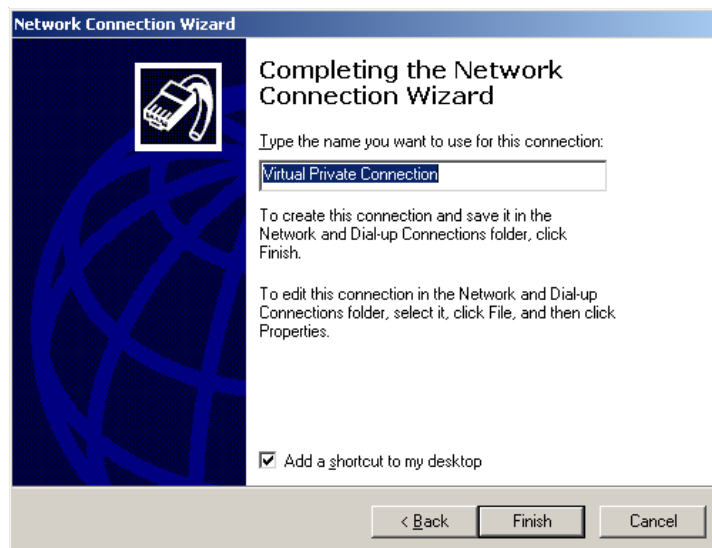 Network Connection Wizard
Completing the Network
Connection Wizard
Type the name you want to use for this connection:
Virtual Private Connection
To create this connection and save it in the
Network and Dial-up Connections folder, click
Finish.
To edit this connection in the Network and Dial-up
Connections folder, select it, click File, and then click
Properties.
Add a shortcut to my desktop
< Back
Finish
Cancel